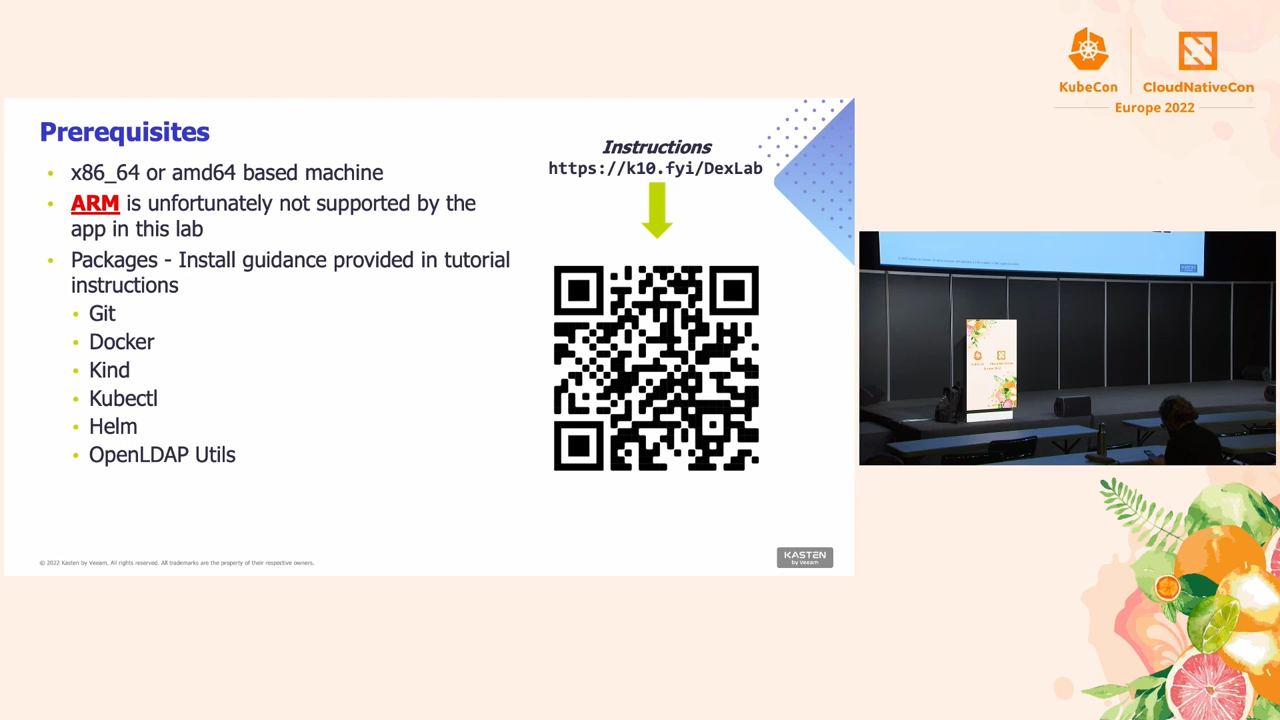 Prerequisites
x86_64 or amd64 based machine
ARM is unfortunately not supported by the
app in this lab
Packages - Install guidance provided in tutorial
instructions
Git
Docker
Kind
Kubectl
Helm
OpenLDAP Utils
Instructions
https://k10.fyi/DexLab
© 2022 Kasten by Veeam. All rights reserved. All trademarks are the property of their respective owners.
KASTEN
by Veeam
KubeCon
CloudNativeCon
Europe 2022